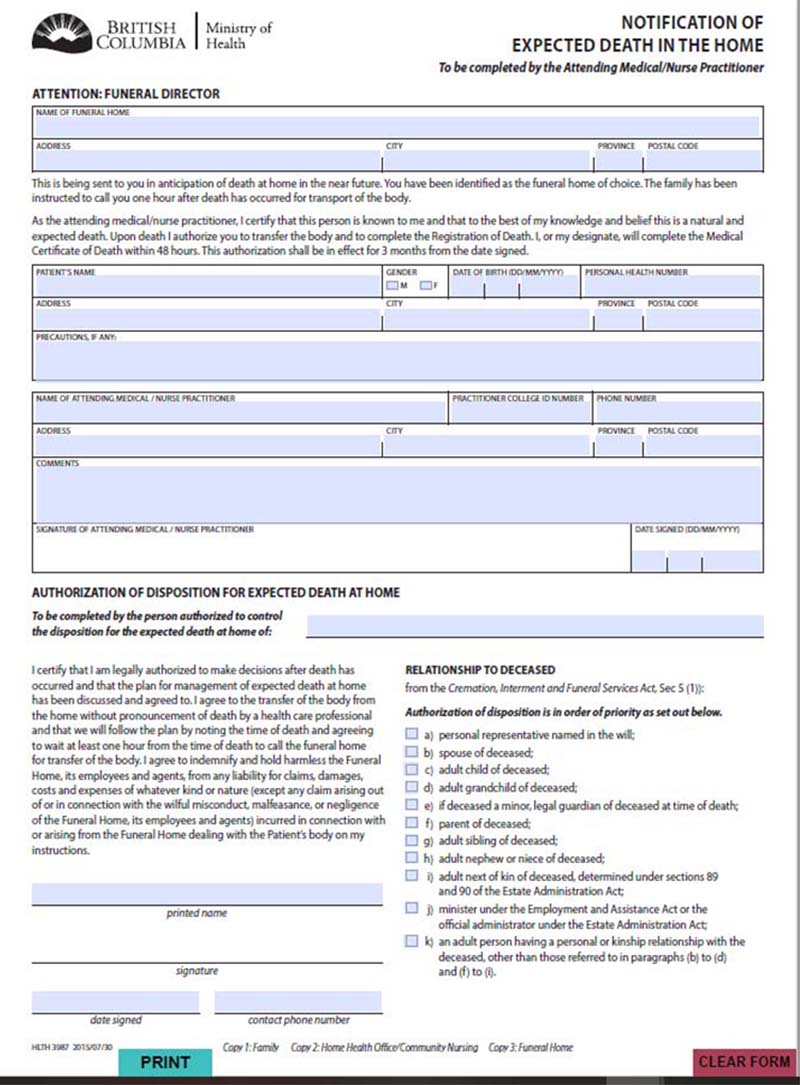 BRITISH
COLUMBIA
Ministry of
Health
NOTIFICATION OF
EXPECTED DEATH IN THE HOME
To be completed by the Attending Medical/Nurse Practitioner
ATTENTION: FUNERAL DIRECTOR
NAME OF FUNERAL HOME
ADDRESS CITY PROVINCE POSTAL CODE
This is being sent to you in anticipation of death at home in the near future. You have been identified as the funeral home of choice. The family has been
instructed to call you one hour after death has occurred for transport of the body.
As the attending medical/nurse practitioner, I certify that this person is known to me and that to the best of my knowledge and belief this is a natural and
expected death. Upon death I authorize you to transfer the body and to complete the Registration of Death. I, or my designate, will complete the Medical
Certificate of Death within 48 hours. This authorization shall be in effect for 3 months from the date signed.
PATIENT'S NAME GENDER DATE OF BIRTH (DD/MM/YYYY) PERSONAL HEALTH NUMBER
M F
ADDRESS CITY PROVINCE POSTAL CODE
PRECAUTIONS, IF ANY:
NAME OF ATTENDING MEDICAL / NURSE PRACTITIONER PRACTITIONER COLLEGE ID NUMBER PHONE NUMBER
ADDRESS CITY PROVINCE POSTAL CODE
COMMENTS
SIGNATURE OF ATTENDING MEDICAL / NURSE PRACTITIONER DATE SIGNED (DD/MM/YYYY)
AUTHORIZATION OF DISPOSITION FOR EXPECTED DEATH AT HOME
To be completed by the person authorized to control
the disposition for the expected death at home of:
I certify that I am legally authorized to make decisions after death has
occurred and that the plan for management of expected death at home
has been discussed and agreed to. I agree to the transfer of the body from
the home without pronouncement of death by a health care professional
and that we will follow the plan by noting the time of death and agreeing
to wait at least one hour from the time of death to call the funeral home
for transfer of the body. I agree to indemnify and hold harmless the Funeral
Home, its employees and agents, from any liability for claims, damages,
costs and expenses of whatever kind or nature (except any claim arising out
of or in connection with the wilful misconduct, malfeasance, or negligence
of the Funeral Home, its employees and agents) incurred in connection with
or arising from the Funeral Home dealing with the Patient's body on my
instructions.
printed name
signature
date signed contact phone number
RELATIONSHIP TO DECEASED
from the Cremation, Interment and Funeral Services Act, Sec 5 (1)):
Authorization of disposition is in order of priority as set out below.
a) personal representative named in the will;
b) spouse of deceased;
c) adult child of deceased;
d) adult grandchild of deceased;
e) if deceased a minor, legal guardian of deceased at time of death;
f) parent of deceased;
g) adult sibling of deceased;
h) adult nephew or niece of deceased;
i) adult next of kin of deceased, determined under sections 89
and 90 of the Estate Administration Act;
j) minister under the Employment and Assistance Act or the
official administrator under the Estate Administration Act;
k) an adult person having a personal or kinship relationship with the
deceased, other than those referred to in paragraphs (b) to (d)
and (f) to (i).
HLTH 3987 2015/07/30 Copy 1: Family Copy 2: Home Health Office/Community Nursing Copy 3: Funeral Home
PRINT
CLEAR FORM